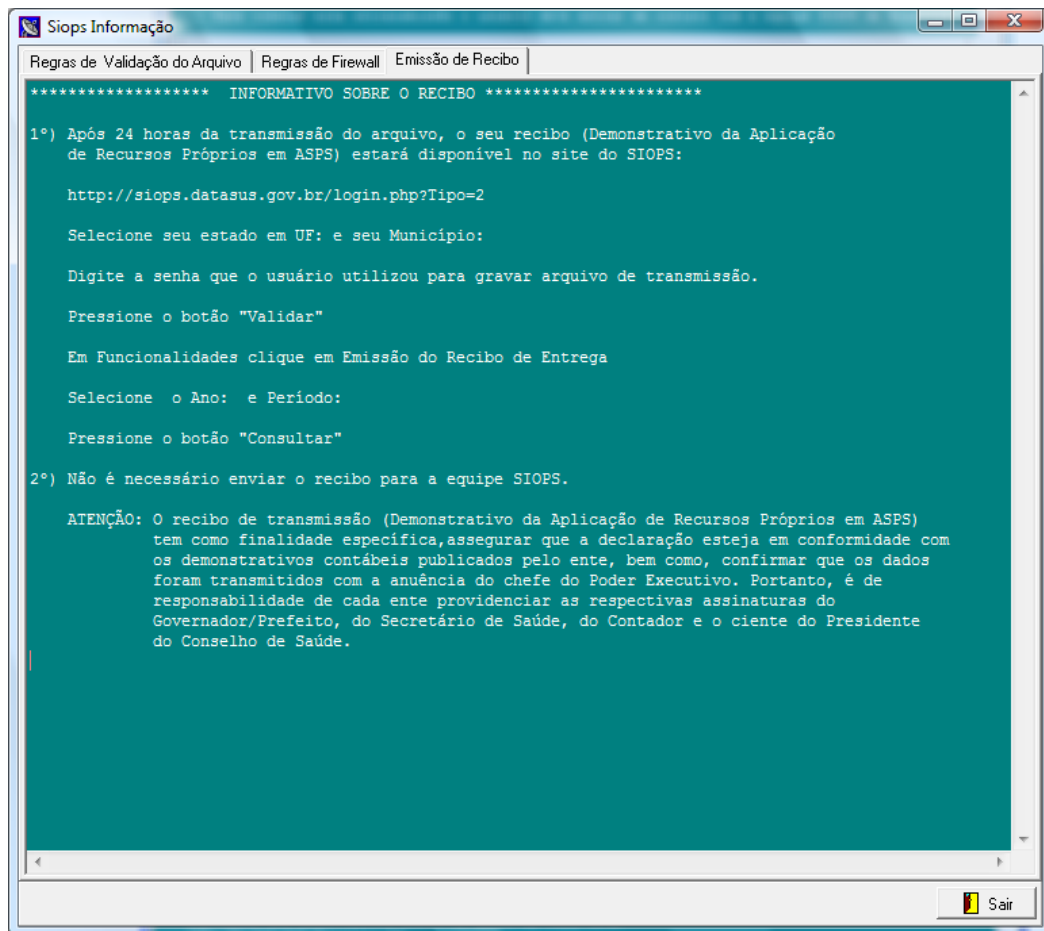 Siops Informação
Regras de Validação do Arquivo
Regras de Firewall
Emissão de Recibo
******************* INFORMATIVO SOBRE O RECIBO ***********************
1º) Após 24 horas da transmissão do arquivo, o seu recibo (Demonstrativo da Aplicação
de Recursos Próprios em ASPS) estará disponível no site do SIOPS:
http://siops.datasus.gov.br/login.php?Tipo=2
Selecione seu estado em UF: e seu Município:
Digite a senha que o usuário utilizou para gravar arquivo de transmissão.
Pressione o botão "Validar"
Em Funcionalidades clique em Emissão do Recibo de Entrega
Selecione o Ano: e Período:
Pressione o botão "Consultar"
2º) Não é necessário enviar o recibo para a equipe SIOPS.
ATENÇÃO: O recibo de transmissão (Demonstrativo da Aplicação de Recursos Próprios em ASPS)
tem como finalidade específica,assegurar que a declaração esteja em conformidade com
os demonstrativos contábeis publicados pelo ente, bem como, confirmar que os dados
foram transmitidos com a anuência do chefe do Poder Executivo. Portanto, é de
responsabilidade de cada ente providenciar as respectivas assinaturas do
Governador/Prefeito, do Secretário de Saúde, do Contador e o ciente do Presidente
do Conselho de Saúde.
Sair